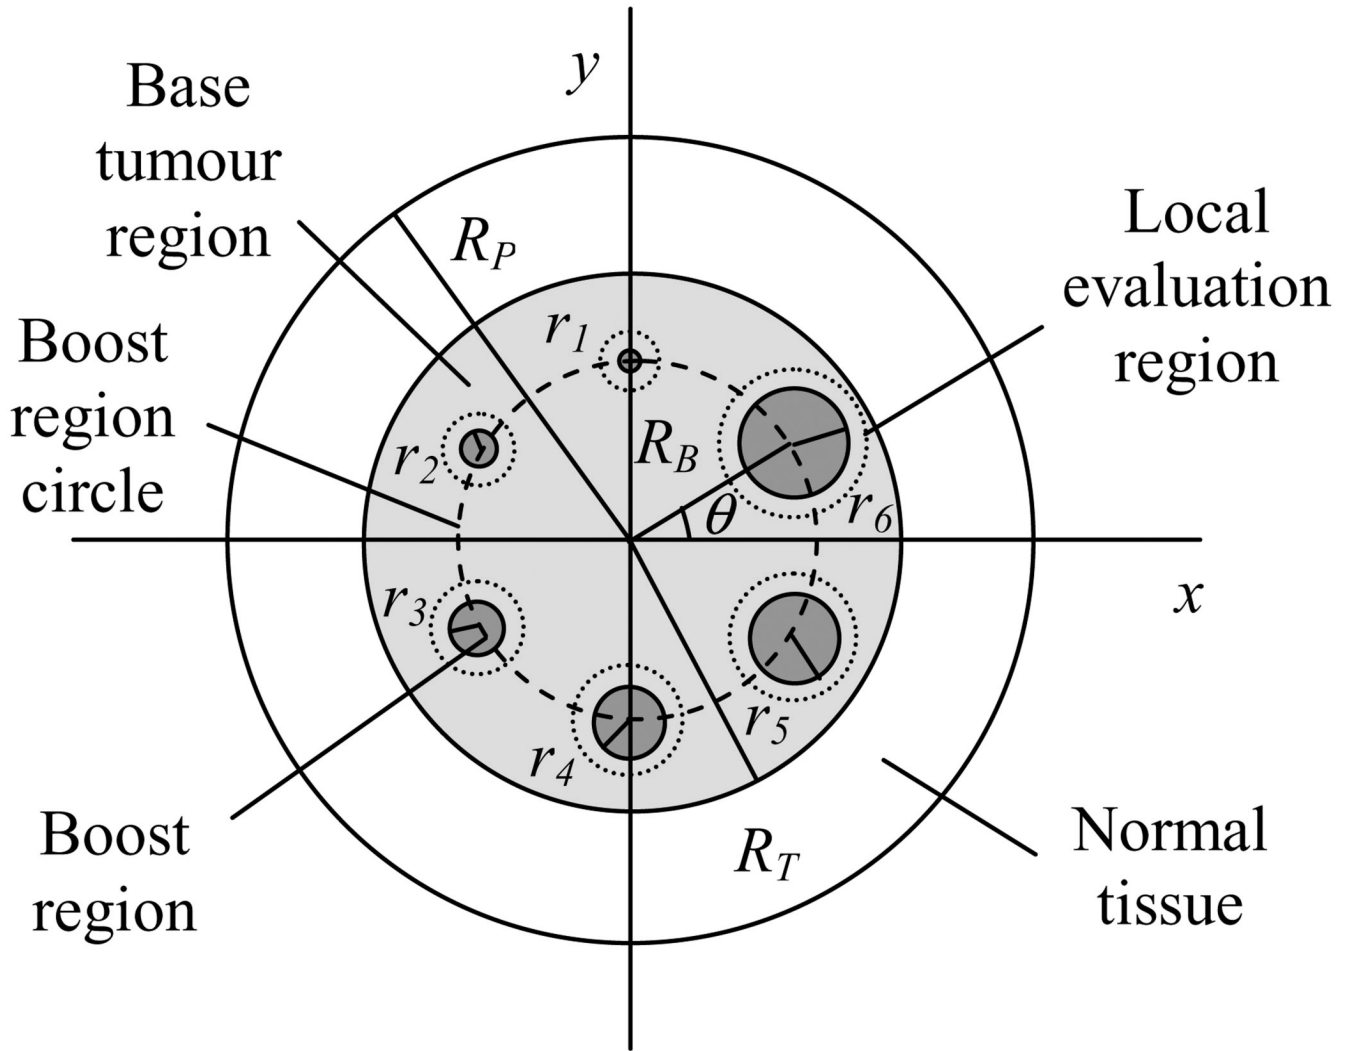 y
Base
tumour
region
R_P
Local
evaluation
region
Boost
region
circle
r_1
r_2
R_B
θ
r_6
x
r_3
r_4
r_5
Boost
region
R_T
Normal
tissue